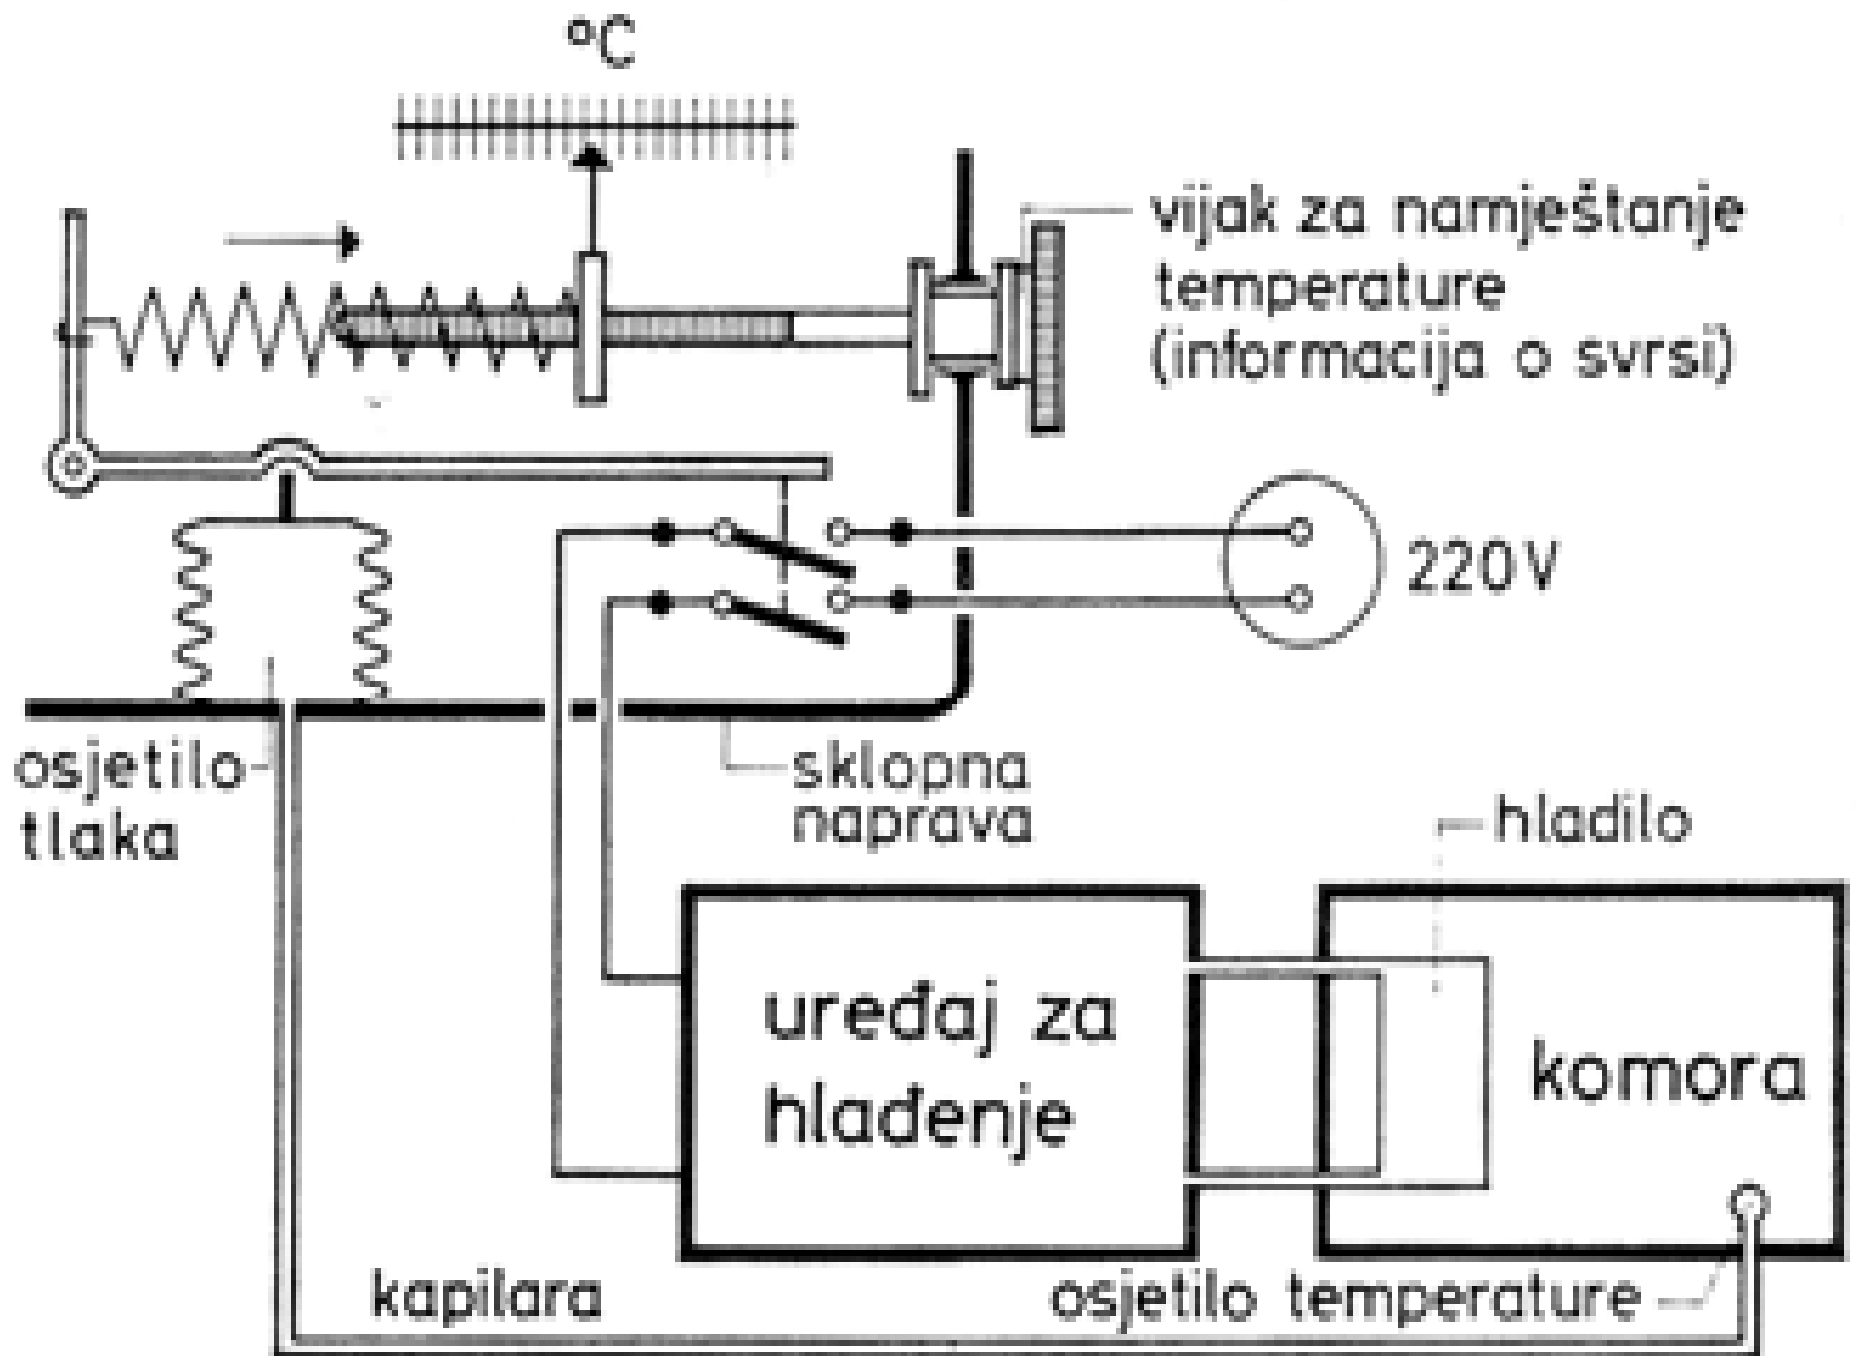 °C
vijak za namještanje
temperature
(informacija o svrsi)
220V
osjetilo
tlaka
sklopna
naprava
hladilo
uređaj za
hlađenje
komora
kapilara
osjetilo temperature